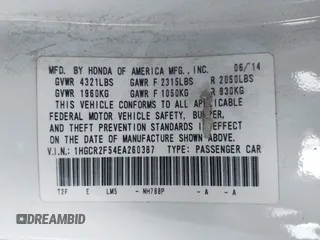 MFD. BY HONDA OF AMERICA MFG., INC. 06/14
GVWR 4321LBS GAWR F 2315LBS R 2050LBS
GVWR 1960KG GAWR F 1050KG R 930KG
THIS VEHICLE CONFORMS TO ALL APPLICABLE
FEDERAL MOTOR VEHICLE SAFETY, BUMPER,
AND THEFT PREVENTION STANDARDS IN EFFECT
ON THE DATE OF MANUFACTURE SHOWN ABOVE.
V.I.N.: 1HGCR2F54EA260387 TYPE: PASSENGER CAR
T2F E LM5 - NH788P - A - A
© DREAMBID.COM